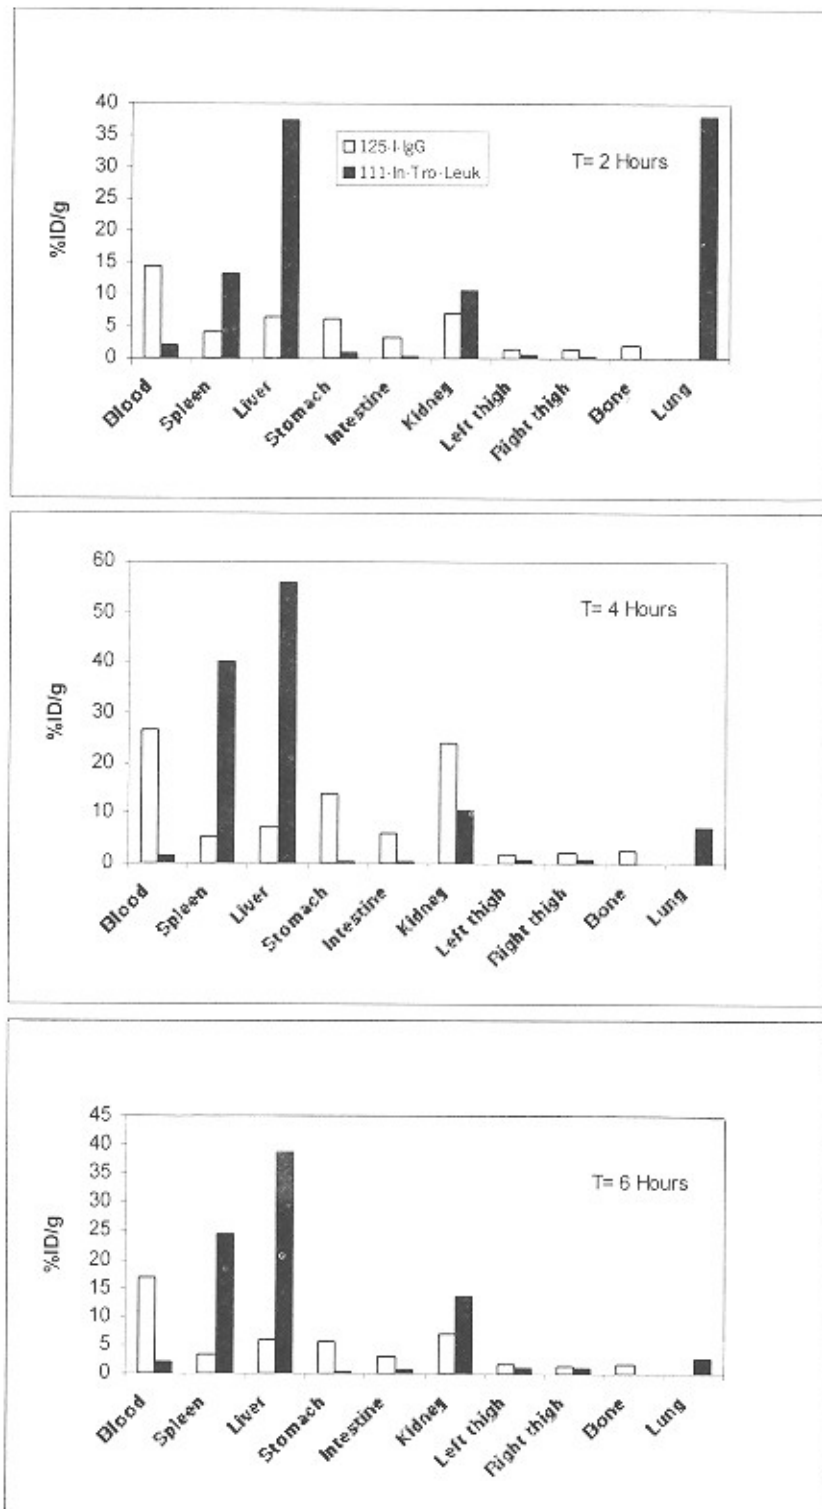 40
35
30
25
20
15
10
5
0
%ID/g
125-I-IgG
111-In-Tro-Leuk
T= 2 Hours
Blood
Spleen
Liver
Stomach
Intestine
Kidneg
Left thigh
Right thigh
Bone
Lung
60
50
40
30
20
10
0
%ID/g
T= 4 Hours
Blood
Spleen
Liver
Stomach
Intestine
Kidneg
Left thigh
Right thigh
Bone
Lung
45
40
35
30
25
20
15
10
5
0
%ID/g
T= 6 Hours
Blood
Spleen
Liver
Stomach
Intestine
Kidneg
Left thigh
Right thigh
Bone
Lung